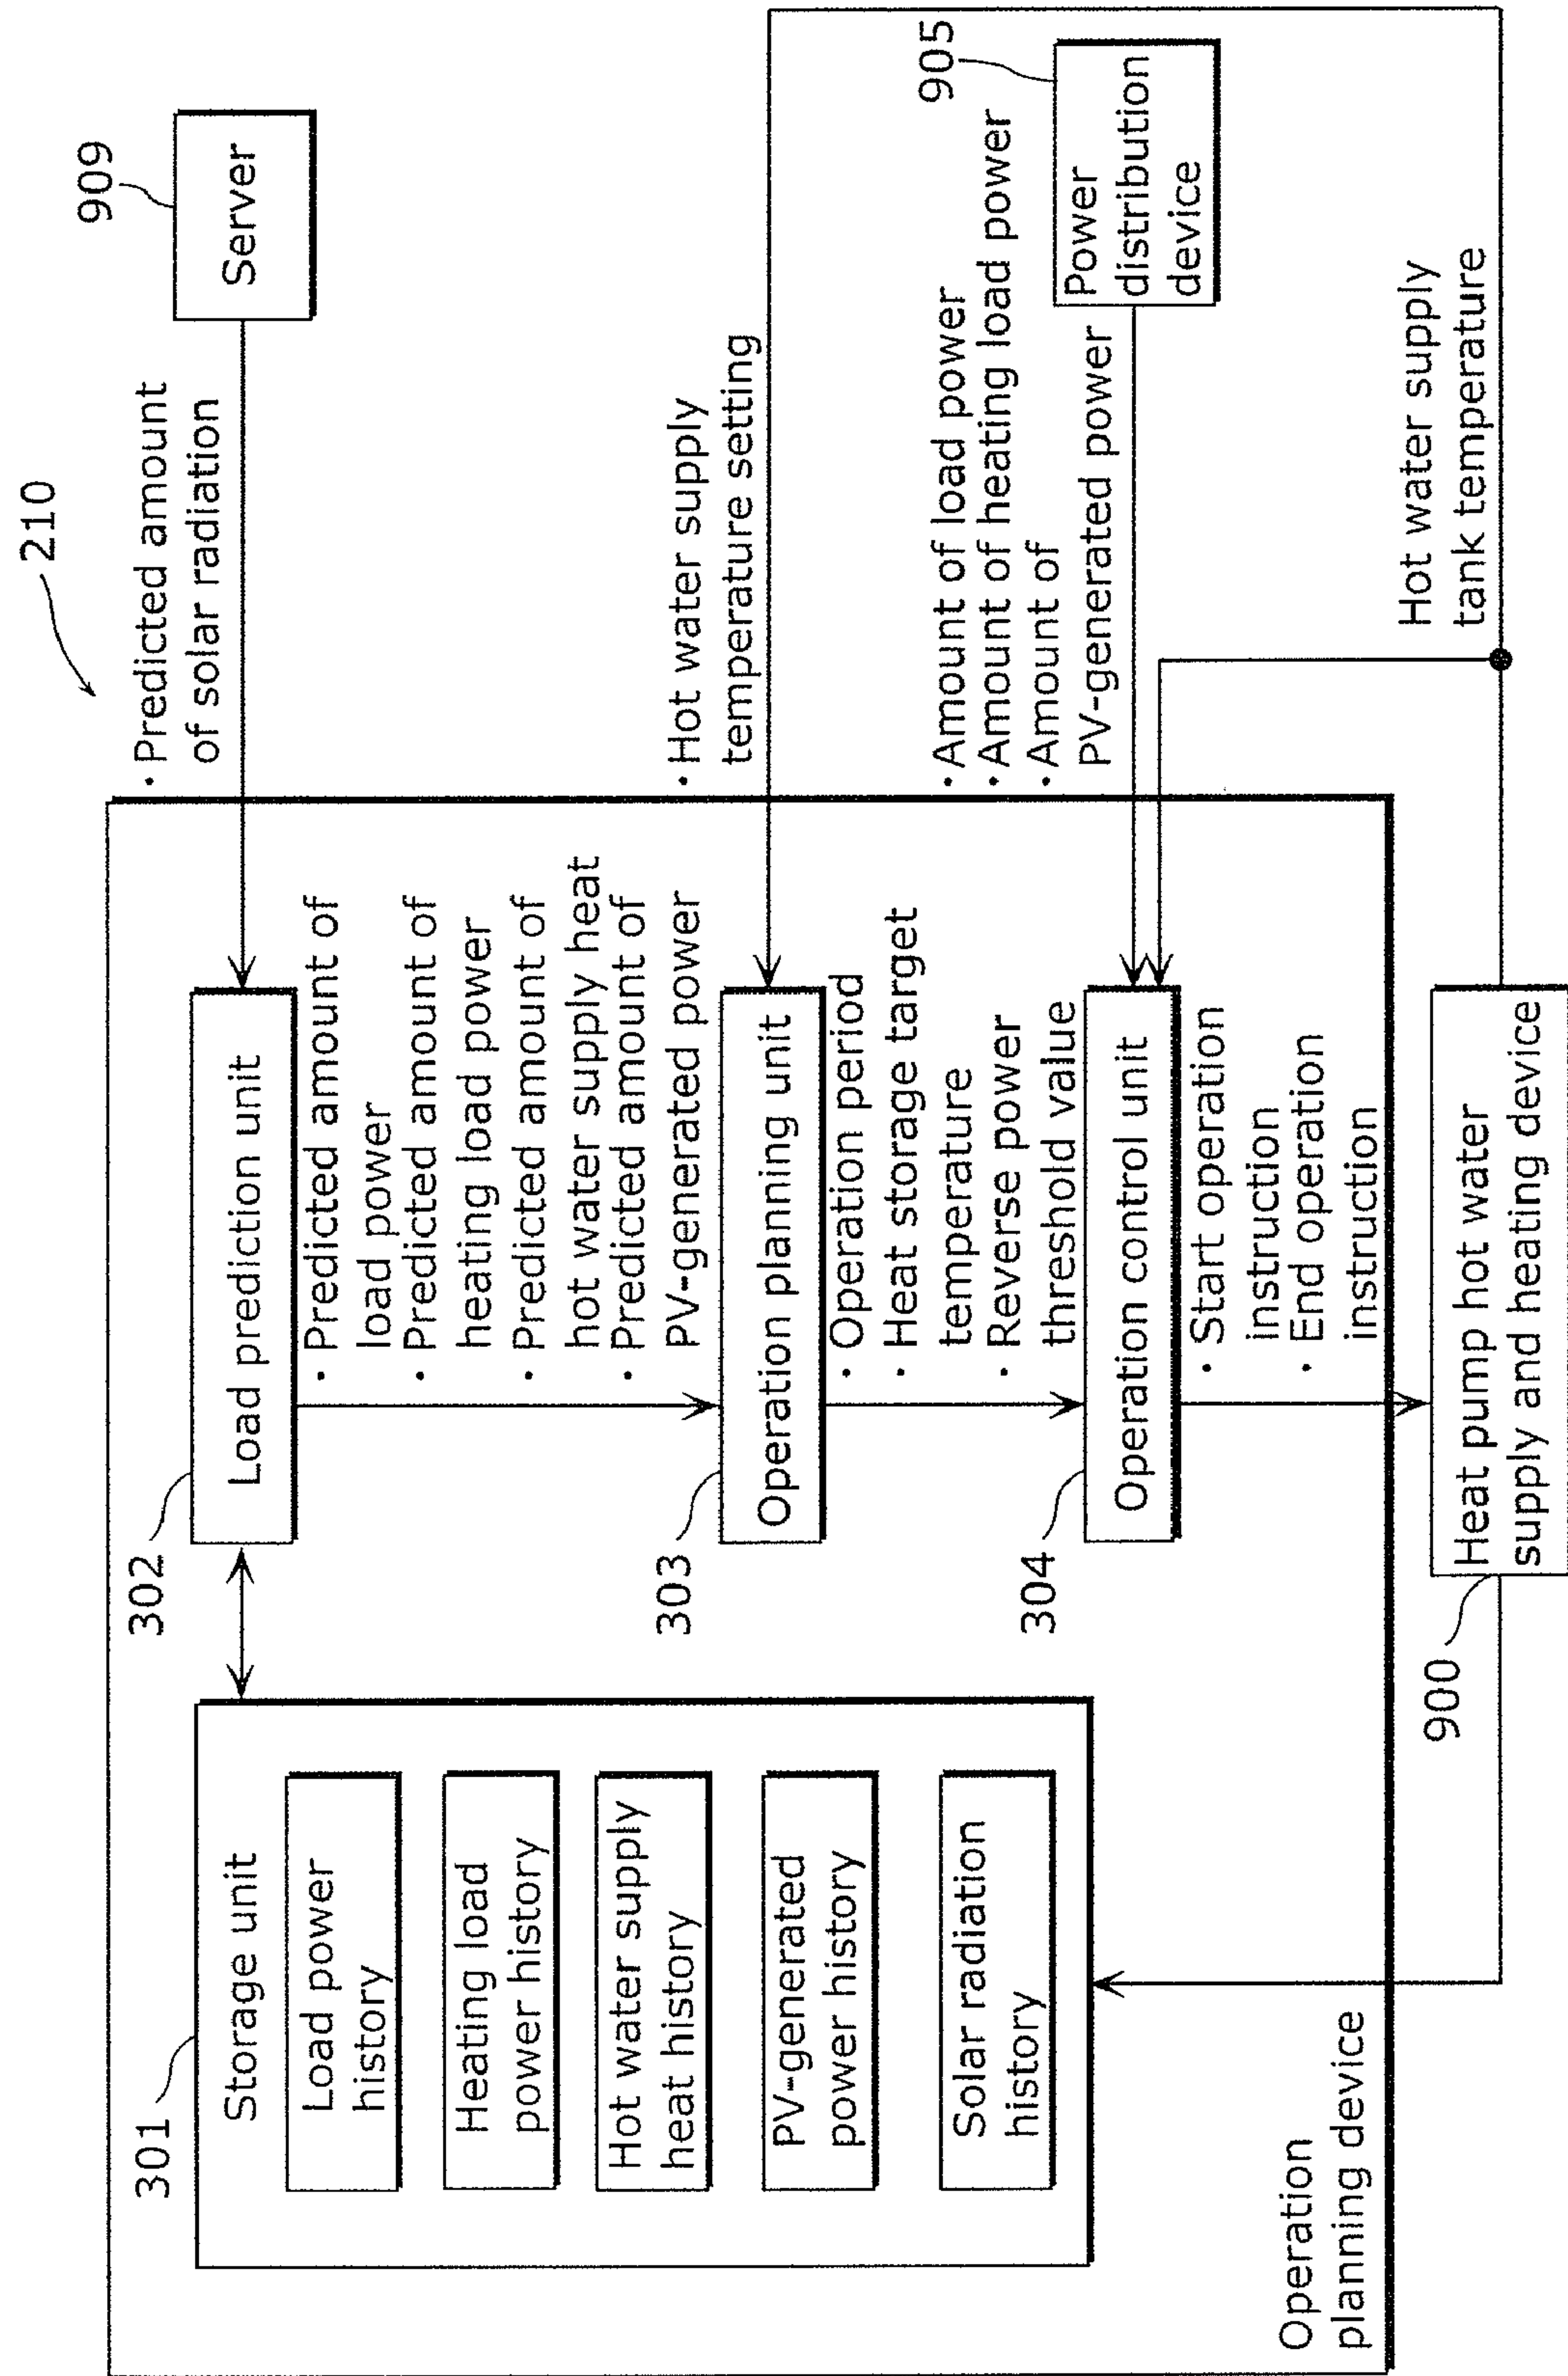 210
Operation
planning device
301
Storage unit
Load power
history
Heating load
power history
Hot water supply
heat history
PV-generated
power history
Solar radiation
history
302
Load prediction unit
· Predicted amount of
load power
· Predicted amount of
heating load power
· Predicted amount of
hot water supply heat
· Predicted amount of
PV-generated power
303
Operation planning unit
· Operation period
· Heat storage target
temperature
· Reverse power
threshold value
304
Operation control unit
· Start operation
instruction
· End operation
instruction
900
Heat pump hot water
supply and heating device
· Predicted amount
of solar radiation
909
Server
· Hot water supply
temperature setting
· Amount of load power
· Amount of heating load power
· Amount of
PV-generated power
905
Power
distribution
device
Hot water supply
tank temperature